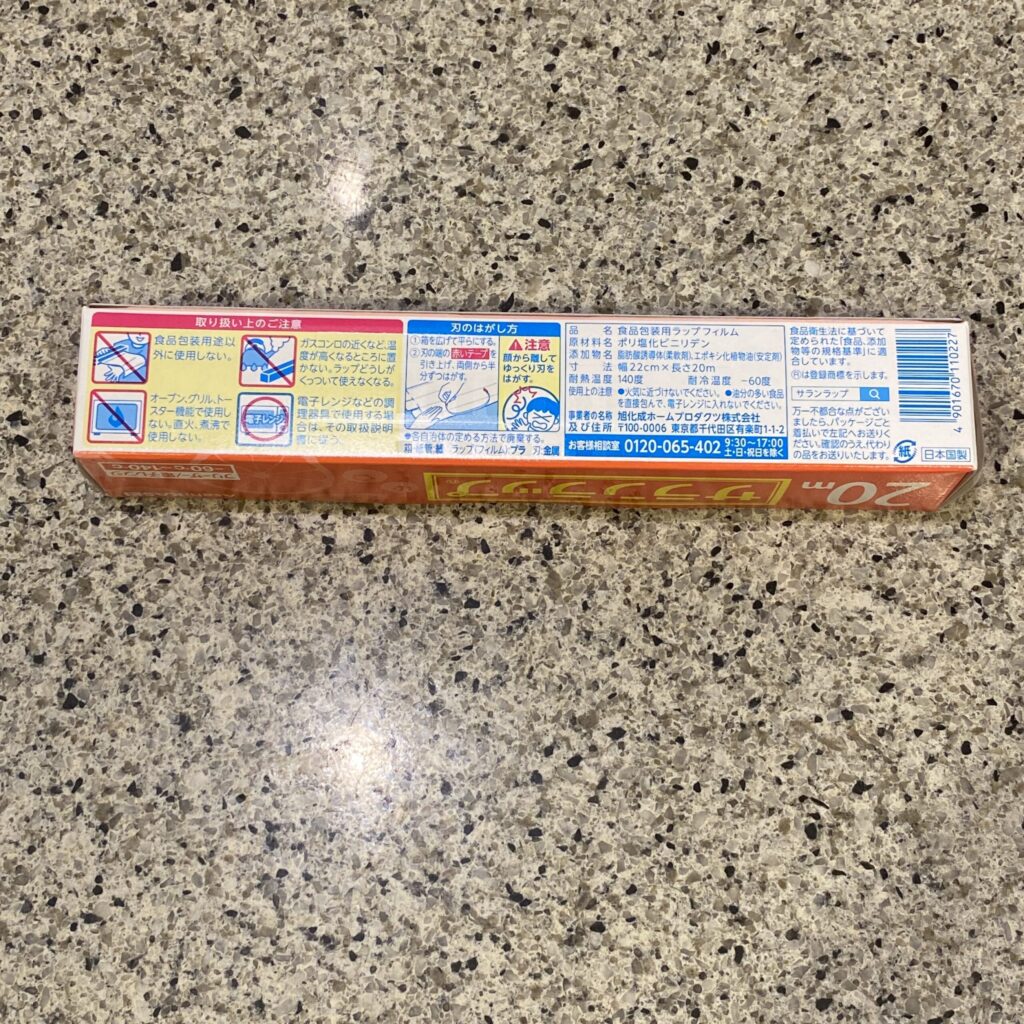 取り扱い上のご注意
食品包装用途以
外に使用しない。
ガスコンロの近くなど、温
度が高くなるところに置
かない。ラップどうしが
くっついて使えなくなる。
オーブン、グリル、トー
スター機能で使用し
ない。直火、煮沸で
使用しない。
電子レンジ
電子レンジなどの調
理器具で使用する場
合は、その取扱説明
書に従う。
刃のはがし方
①箱を広げて平らにする。
②刃の端の赤いテープを
引き上げ、両側から半
分ずつはがす。
注意
顔から離して
ゆっくり刃を
はがす。
●各自治体の定める方法で廃棄する。
箱・紙管:紙 ラップ(フィルム):プラ 刃:金属
品名 食品包装用ラップフィルム
原材料名 ポリ塩化ビニリデン
添加物名 脂肪酸誘導体(柔軟剤)、エポキシ化植物油(安定剤)
寸法 幅22cm×長さ20m
耐熱温度 140度 耐冷温度 −60度
使用上の注意 ●火気に近づけないでください。●油分の多い食品
を直接包んで、電子レンジに入れないでください。
事業者の名称 旭化成ホームプロダクツ株式会社
及び住所 〒100-0006 東京都千代田区有楽町1-1-2
お客様相談室 0120-065-402 9:30~17:00
土・日・祝日を除く
食品衛生法に基づいて
定められた「食品、添加
物等の規格基準」に適
合しています。
Ⓡは登録商標を示します。
サランラップ
万一不都合な点がござい
ましたら、パッケージごと
着払いで左記へお送りく
ださい。確認のうえ、代わり
の品をお送りいたします。
4 901670 110227
紙
日本国製
サランラップ
20m